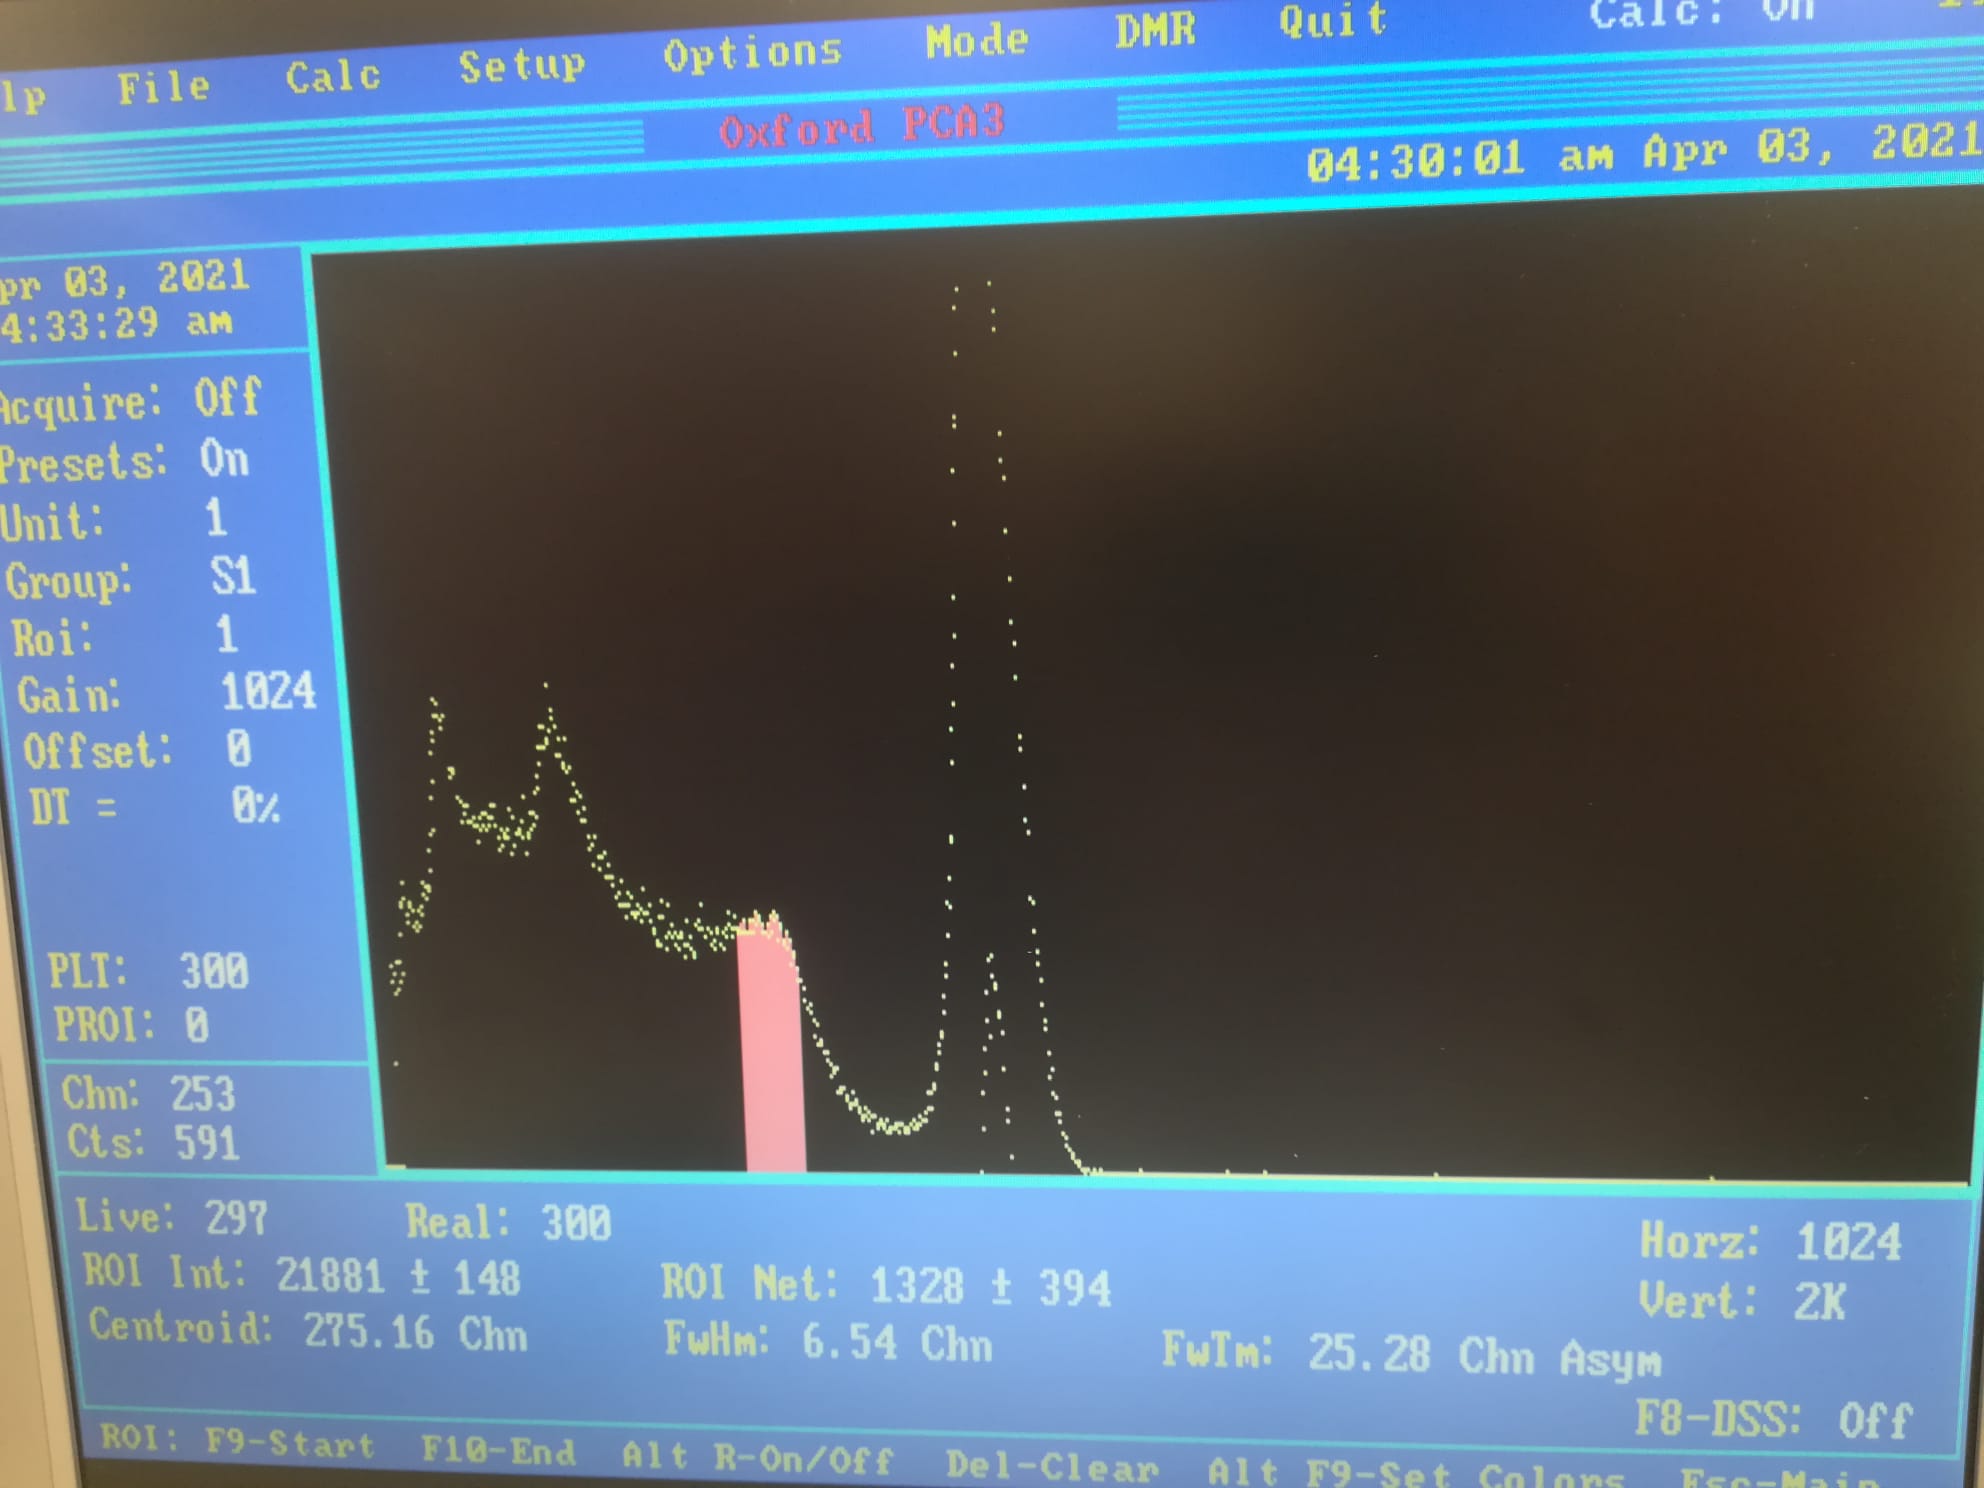 lp File Calc Setup Options Mode DMR Quit Calc: On
Oxford PCA3
04:30:01 am Apr 03, 2021
pr 03, 2021
4:33:29 am
Acquire: Off
Presets: On
Unit: 1
Group: S1
Roi: 1
Gain: 1024
Offset: 0
DT = 0%
PLT: 300
PROI: 0
Chn: 253
Cts: 591
Live: 297 Real: 300 Horz: 1024
ROI Int: 21881 ± 148 ROI Net: 1328 ± 394 Vert: 2K
Centroid: 275.16 Chn FwHm: 6.54 Chn FwTm: 25.28 Chn Asym
F8-DSS: Off
ROI: F9-Start F10-End Alt R-On/Off Del-Clear Alt F9-Set Colors Esc-Main